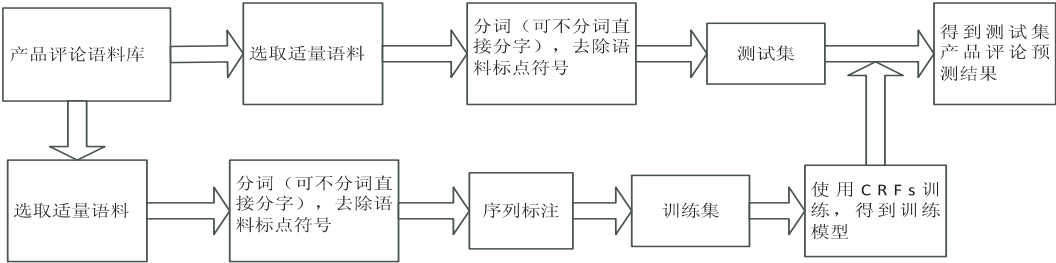 产品评论语料库
选取适量语料
分词（可不分词直
接分字），去除语
料标点符号
测试集
得到测试集
产品评论预
测结果
选取适量语料
分词（可不分词直
接分字），去除语
料标点符号
序列标注
训练集
使用CRFs训
练，得到训练
模型